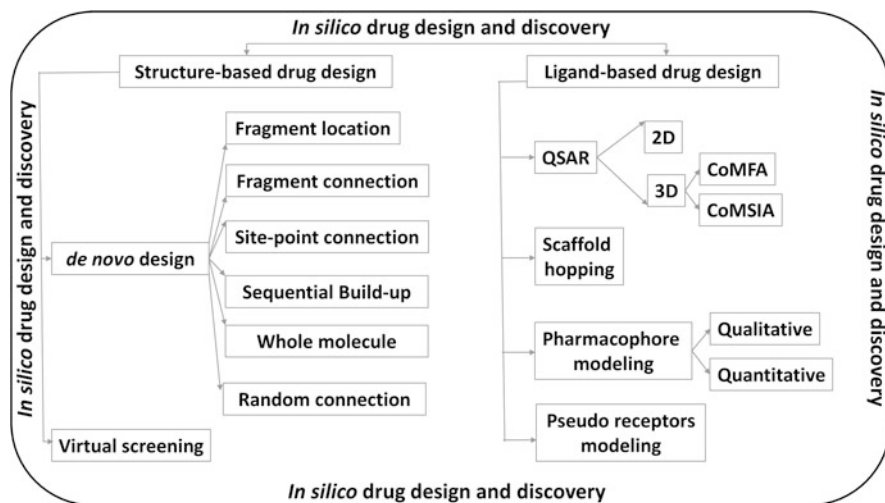 In silico drug design and discovery
Structure-based drug design
Ligand-based drug design
In silico drug design and discovery
Fragment location
Fragment connection
Site-point connection
de novo design
Sequential Build-up
Whole molecule
Random connection
Virtual screening
QSAR
2D
3D
CoMFA
CoMSIA
Scaffold
hopping
Pharmacophore
modeling
Qualitative
Quantitative
Pseudo receptors
modeling
In silico drug design and discovery
In silico drug design and discovery